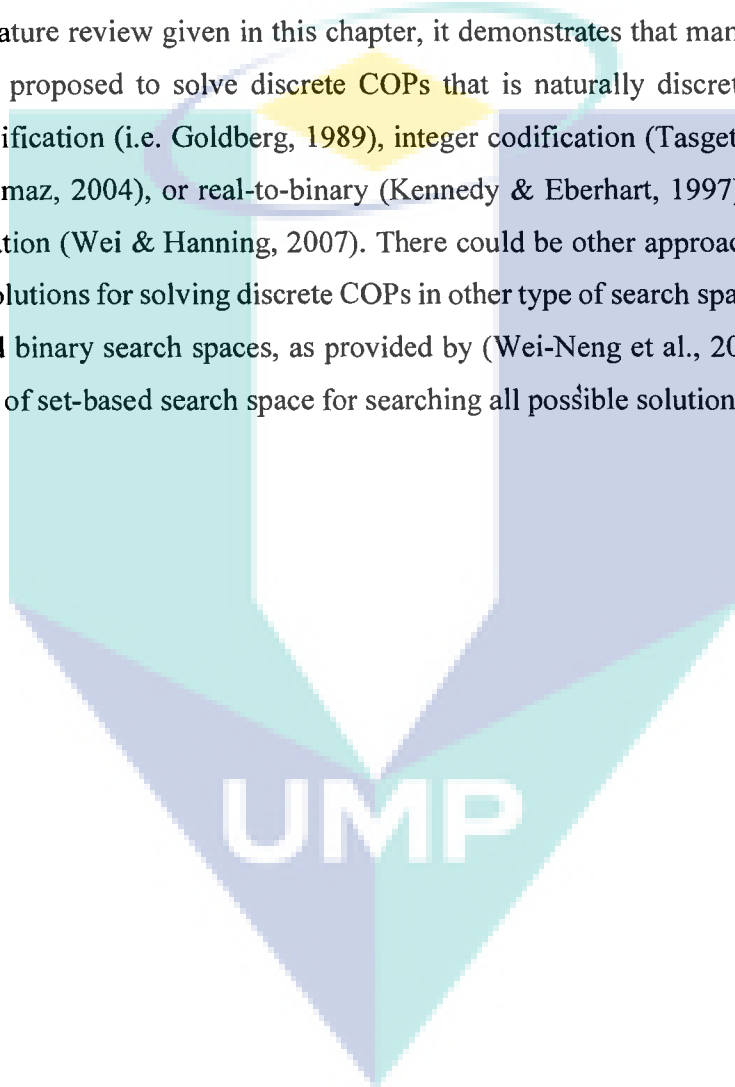 ature review given in this chapter, it demonstrates that man
proposed to solve discrete COPs that is naturally discret
ification (i.e. Goldberg, 1989), integer codification (Tasget
maz, 2004), or real-to-binary (Kennedy & Eberhart, 1997)
ation (Wei & Hanning, 2007). There could be other approac
olutions for solving discrete COPs in other type of search spa
l binary search spaces, as provided by (Wei-Neng et al., 20
of set-based search space for searching all possible solution
UMP